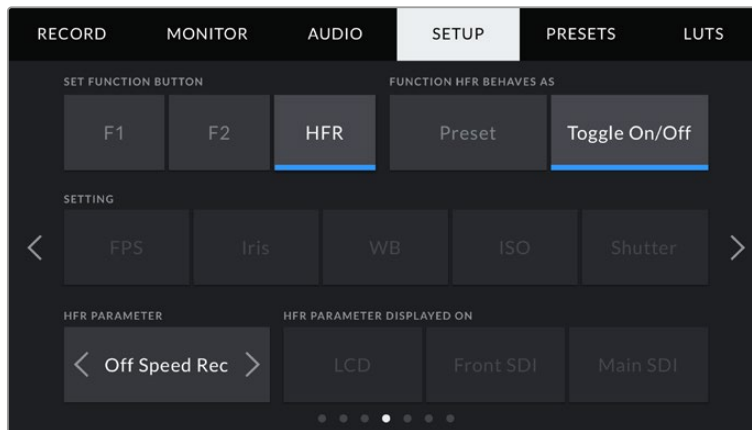 RECORD MONITOR AUDIO SETUP PRESETS LUTS
SET FUNCTION BUTTON FUNCTION HFR BEHAVES AS
F1 F2 HFR Preset Toggle On/Off
SETTING
FPS Iris WB ISO Shutter
HFR PARAMETER HFR PARAMETER DISPLAYED ON
Off Speed Rec LCD Front SDI Main SDI